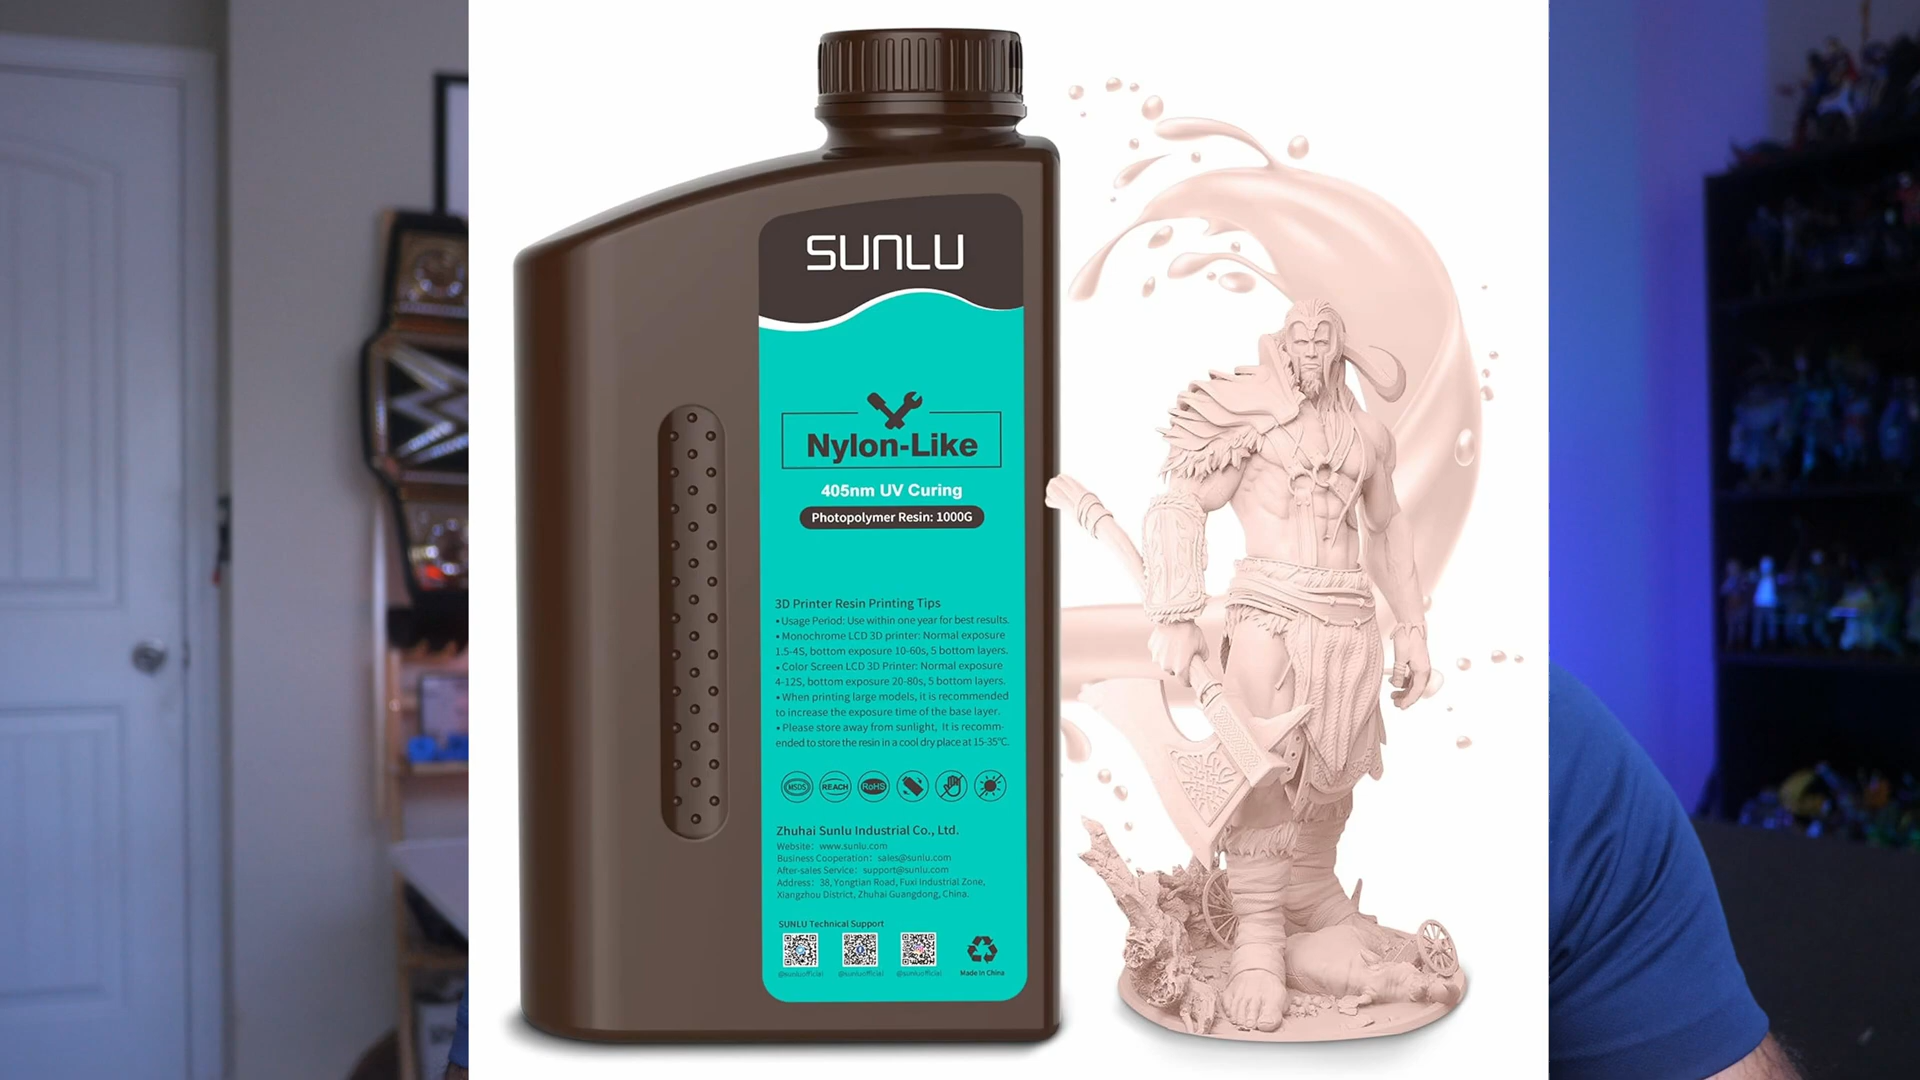 SUNLU
Nylon-Like
405nm UV Curing
Photopolymer Resin: 1000G
3D Printer Resin Printing Tips
• Usage Period: Use within one year for best results.
• Monochrome LCD 3D printer: Normal exposure
1.5-4S, bottom exposure 10-60s, 5 bottom layers.
• Color Screen LCD 3D Printer: Normal exposure
4-12S, bottom exposure 20-80s, 5 bottom layers.
• When printing large models, it is recommended
to increase the exposure time of the base layer.
• Please store away from sunlight, It is recomm-
ended to store the resin in a cool dry place at 15-35℃.
MSDS REACH RoHS
Zhuhai Sunlu Industrial Co., Ltd.
Website: www.sunlu.com
Business Cooperation: sales@sunlu.com
After-sales Service: support@sunlu.com
Address: 38, Yongtian Road, Fuxi Industrial Zone,
Xiangzhou District, Zhuhai Guangdong, China.
SUNLU Technical Support
@sunluofficial @sunluofficial @sunluofficial Made In China